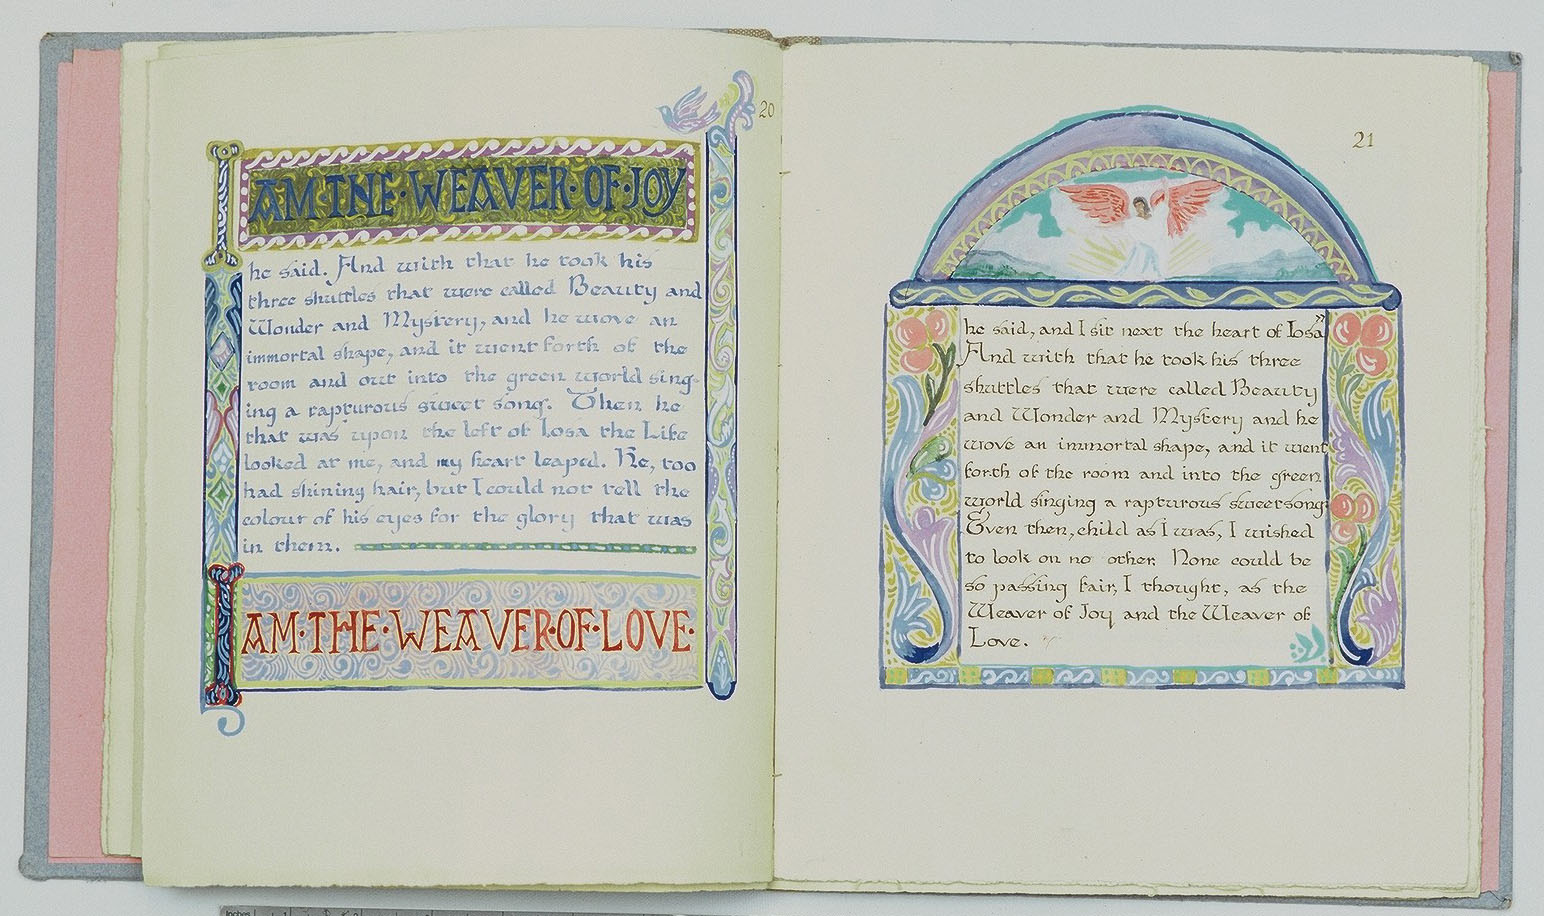 20
I AM·THE·WEAVER·OF·JOY
he said. And with that he took his
three shuttles that were called Beauty and
Wonder and Mystery, and he wove an
immortal shape, and it went forth of the
room and out into the green world sing-
ing a rapturous sweet song. Then he
that was upon the left of Iosa the Life
looked at me, and my heart leaped. He, too
had shining hair, but I could not tell the
colour of his eyes for the glory that was
in them.
I AM·THE·WEAVER·OF·LOVE·
21
he said, and I sit next the heart of Iosa"
And with that he took his three
shuttles that were called Beauty
and Wonder and Mystery and he
wove an immortal shape, and it went
forth of the room and into the green
world singing a rapturous sweet song.
Even then, child as I was, I wished
to look on no other. None could be
so passing fair, I thought, as the
Weaver of Joy and the Weaver of
Love.
Inches 1 2